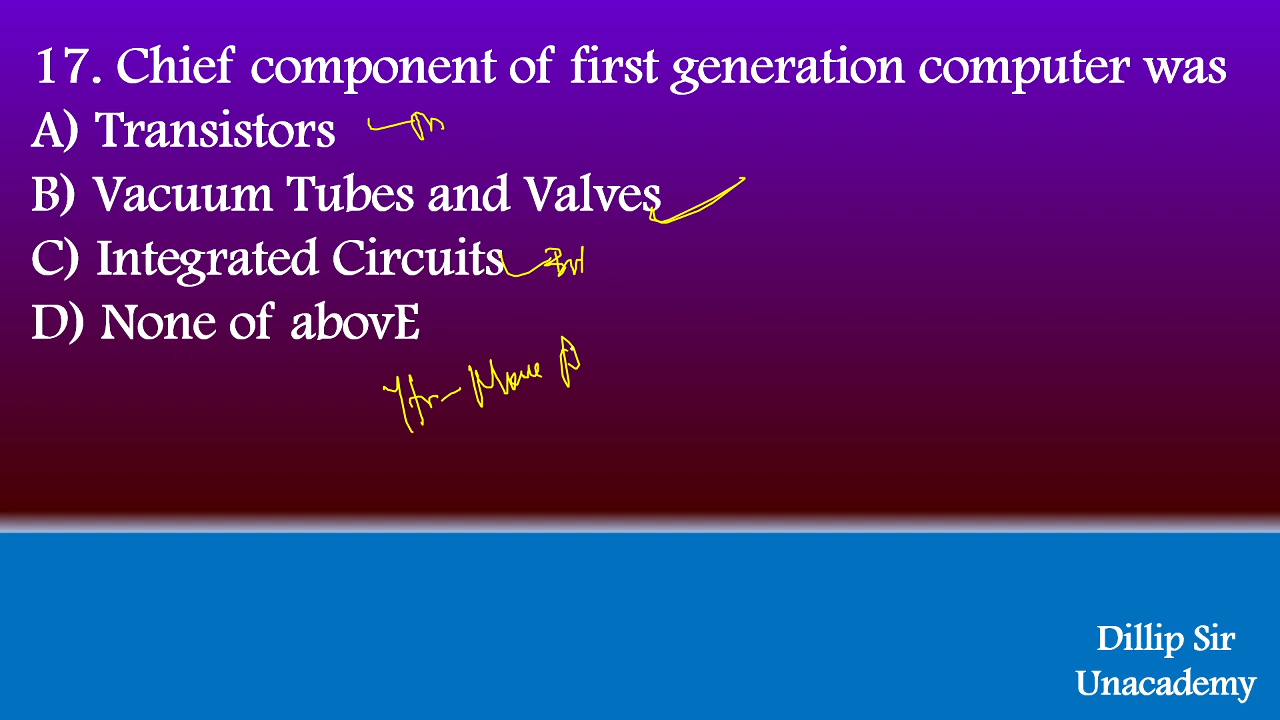 17. Chief component of first generation computer was
A) Transistors
B) Vacuum Tubes and Valves
C) Integrated Circuits
D) None of abovE
Dillip Sir
Unacademy